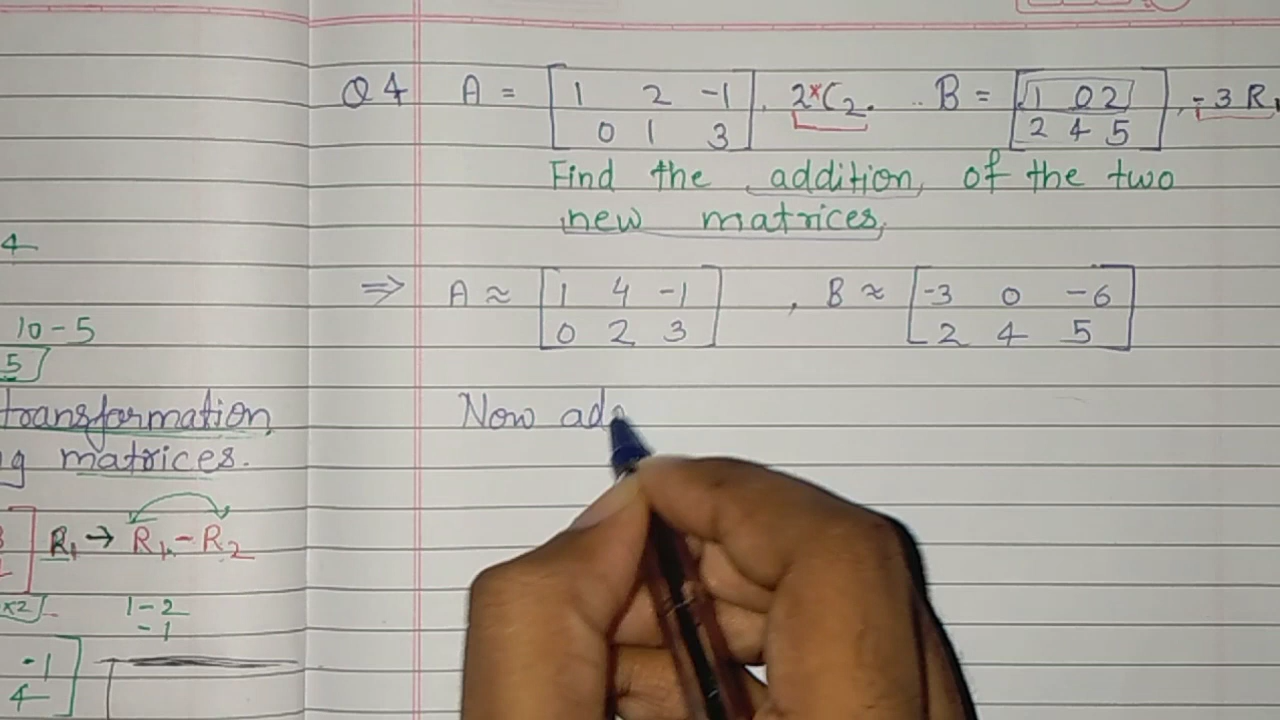 Q4 A = [ 1 2 -1 ] , 2*C2. B = [ 1 0 2 ] , -3 R1
0 1 3 2 4 5
Find the addition, of the two
new matrices,
⇒ A ≈ [ 1 4 -1 ] , B ≈ [ -3 0 -6 ]
0 2 3 2 4 5
Now add
4
10-5
5]
transformation,
g matrices.
] R1 → R1-R2
×2]
1-2
-1
-1 ]
4